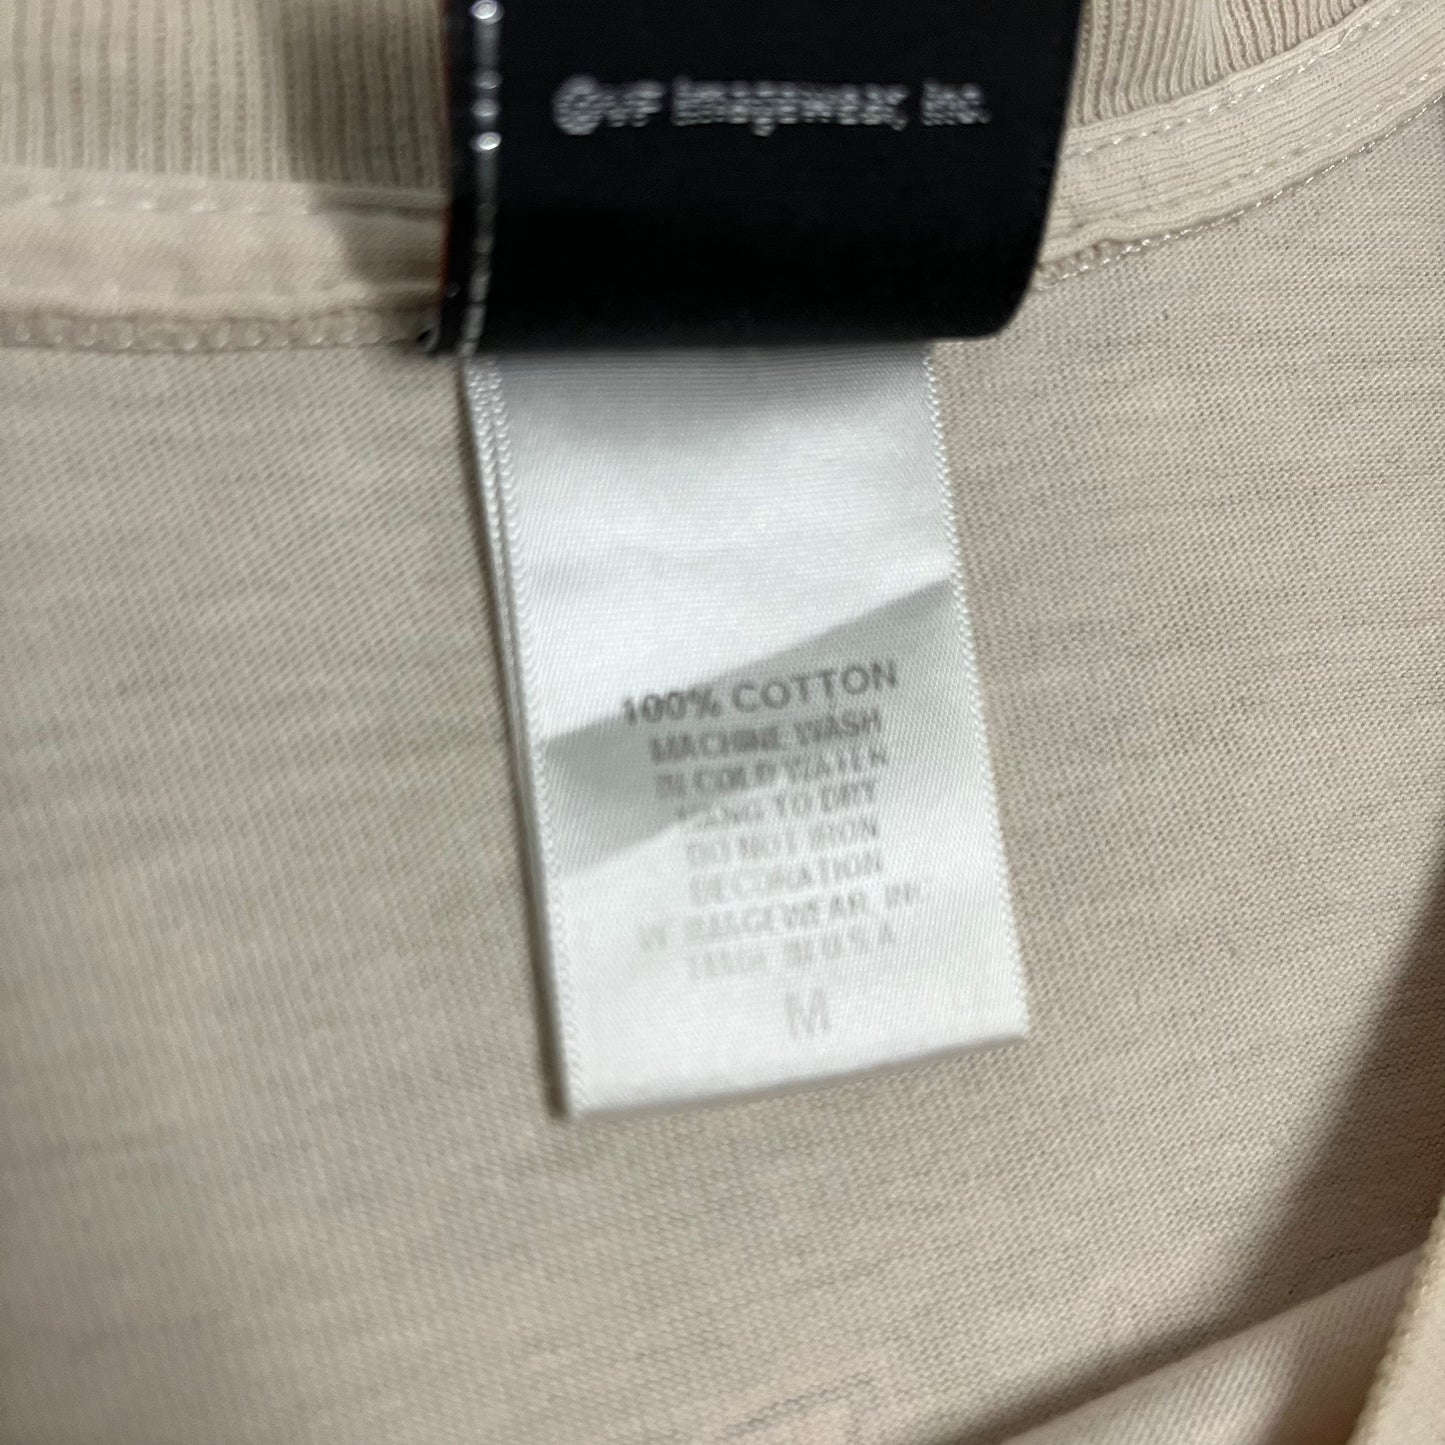 ©VF Imagewear, Inc.
100% COTTON
MACHINE WASH
IN COLD WATER
HANG TO DRY
DO NOT IRON
DECORATION
VF IMAGEWEAR, INC.
IN U.S.A
M